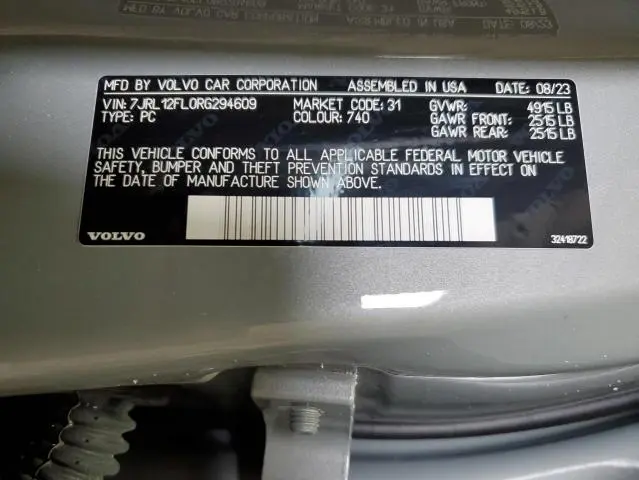 MFD BY VOLVO CAR CORPORATION ASSEMBLED IN USA DATE: 08/23
VIN: 7JRL12FL0RG294609 MARKET CODE: 31 GVWR: 4915 LB
TYPE: PC COLOUR: 740 GAWR FRONT: 2515 LB
GAWR REAR: 2515 LB
THIS VEHICLE CONFORMS TO ALL APPLICABLE FEDERAL MOTOR VEHICLE
SAFETY, BUMPER AND THEFT PREVENTION STANDARDS IN EFFECT ON
THE DATE OF MANUFACTURE SHOWN ABOVE.
VOLVO 32418722